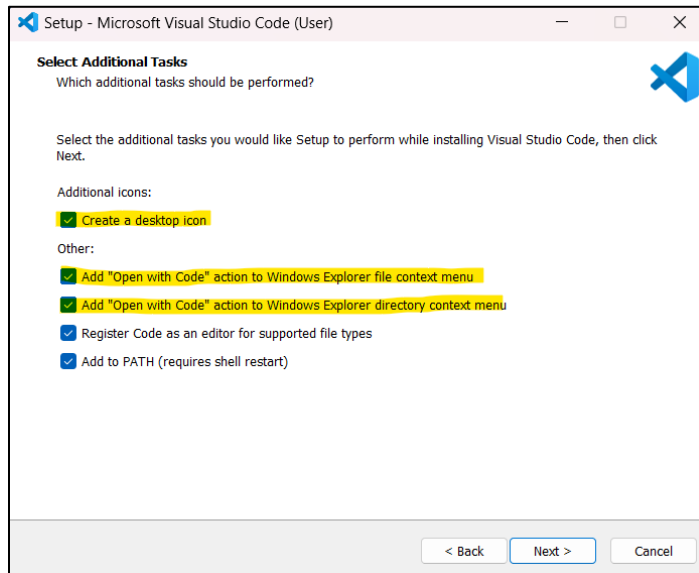 Setup - Microsoft Visual Studio Code (User)
Select Additional Tasks
Which additional tasks should be performed?
Select the additional tasks you would like Setup to perform while installing Visual Studio Code, then click
Next.
Additional icons:
Create a desktop icon
Other:
Add "Open with Code" action to Windows Explorer file context menu
Add "Open with Code" action to Windows Explorer directory context menu
Register Code as an editor for supported file types
Add to PATH (requires shell restart)
< Back Next > Cancel